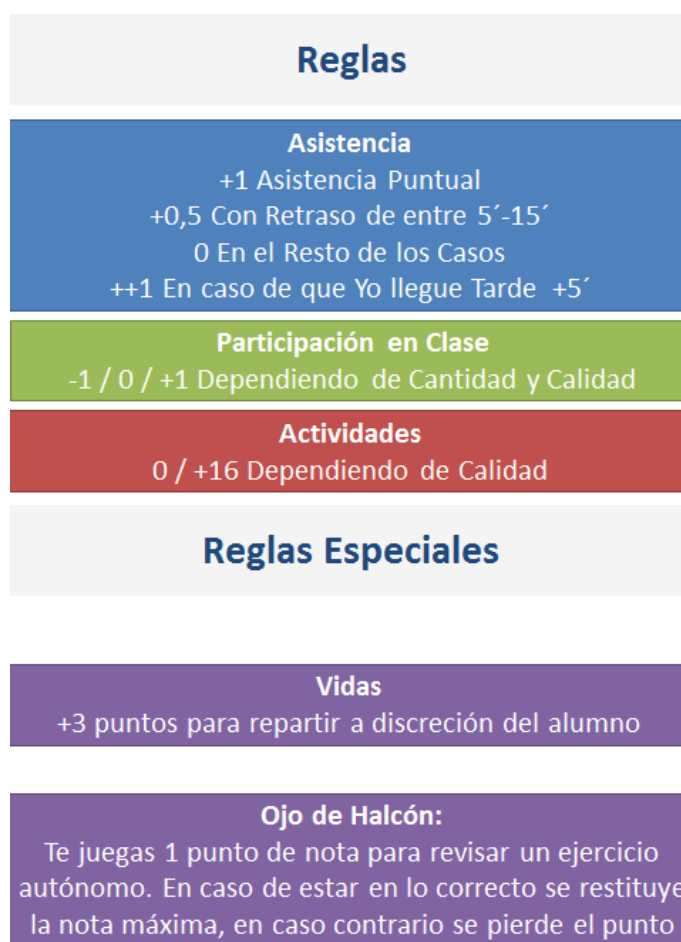 Reglas
Asistencia
+1 Asistencia Puntual
+0,5 Con Retraso de entre 5´-15´
0 En el Resto de los Casos
++1 En caso de que Yo llegue Tarde +5´
Participación en Clase
-1 / 0 / +1 Dependiendo de Cantidad y Calidad
Actividades
0 / +16 Dependiendo de Calidad
Reglas Especiales
Vidas
+3 puntos para repartir a discreción del alumno
Ojo de Halcón:
Te juegas 1 punto de nota para revisar un ejercicio
autónomo. En caso de estar en lo correcto se restituye
la nota máxima, en caso contrario se pierde el punto